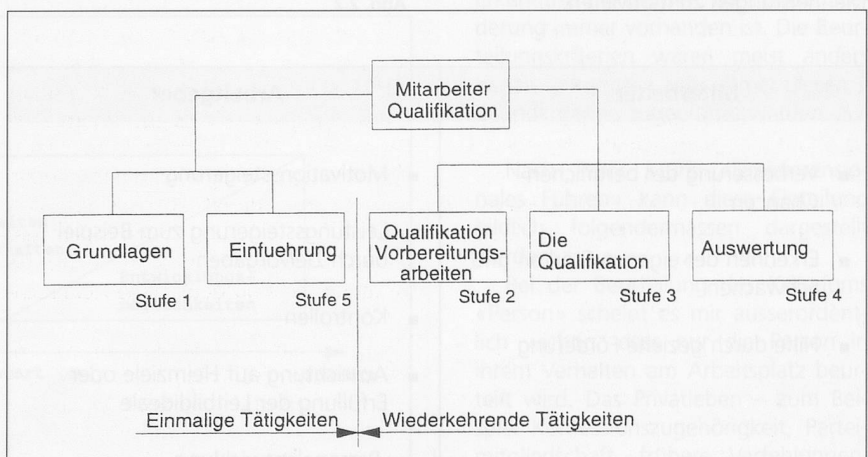 Mitarbeiter
Qualifikation
Grundlagen
Stufe 1
Einfuehrung
Stufe 5
Qualifikation
Vorbereitungs-
arbeiten
Stufe 2
Die
Qualifikation
Stufe 3
Auswertung
Stufe 4
Einmalige Tätigkeiten
Wiederkehrende Tätigkeiten